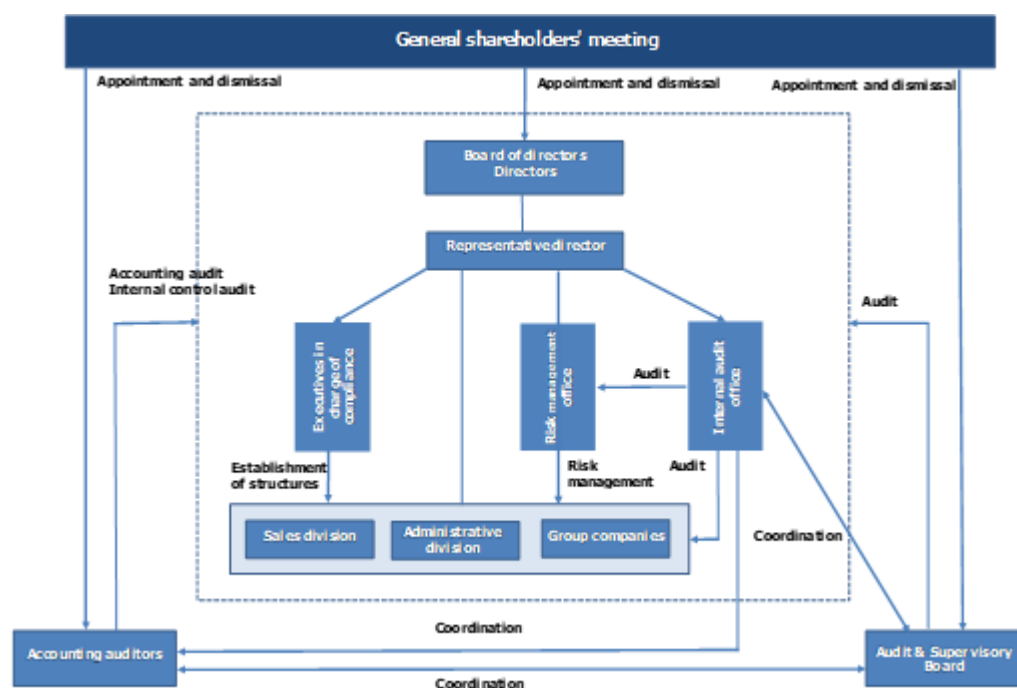 General shareholders' meeting
Appointment and dismissal
Appointment and dismissal
Appointment and dismissal
Board of directors
Directors
Representative director
Accounting audit
Internal control audit
Audit
Executives in
charge of
compliance
Risk management
office
Audit
Internal audit
office
Establishment
of structures
Risk
management
Audit
Sales division
Administrative
division
Group companies
Coordination
Coordination
Accounting auditors
Audit & Supervisory
Board
Coordination